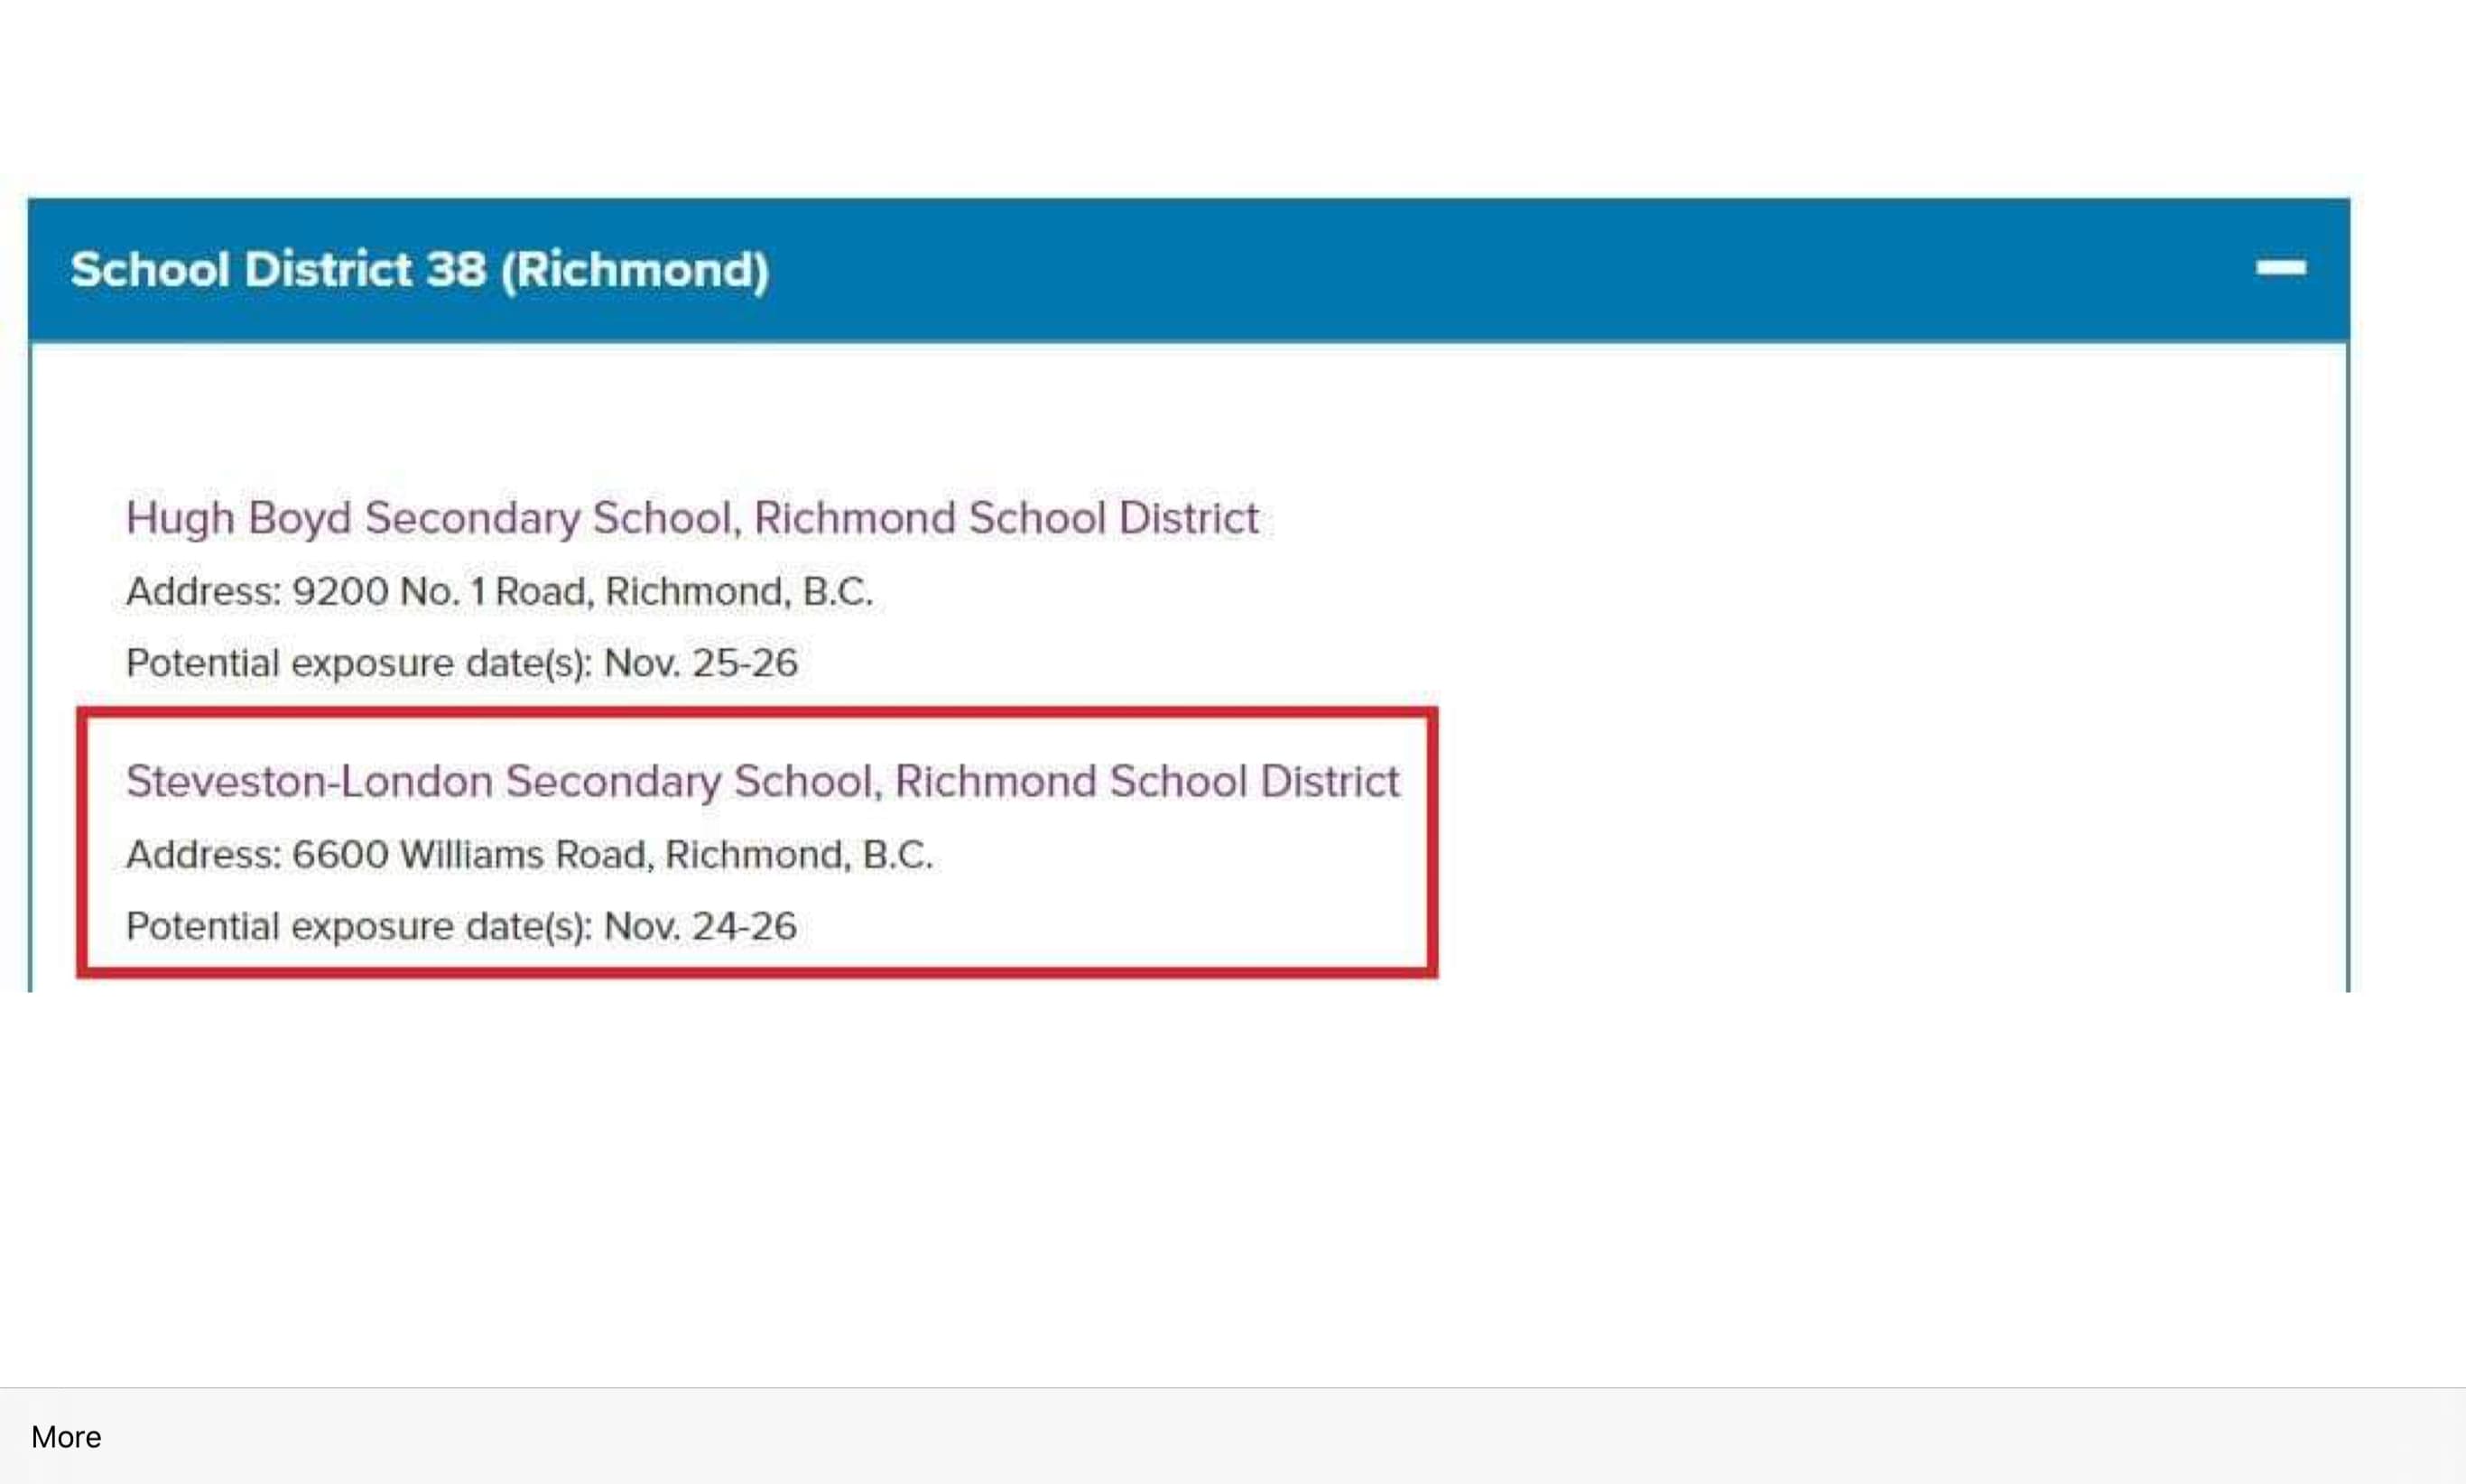 School District 38 (Richmond)
Hugh Boyd Secondary School, Richmond School District
Address: 9200 No. 1 Road, Richmond, B.C.
Potential exposure date(s): Nov. 25-26
Steveston-London Secondary School, Richmond School District
Address: 6600 Williams Road, Richmond, B.C.
Potential exposure date(s): Nov. 24-26
More